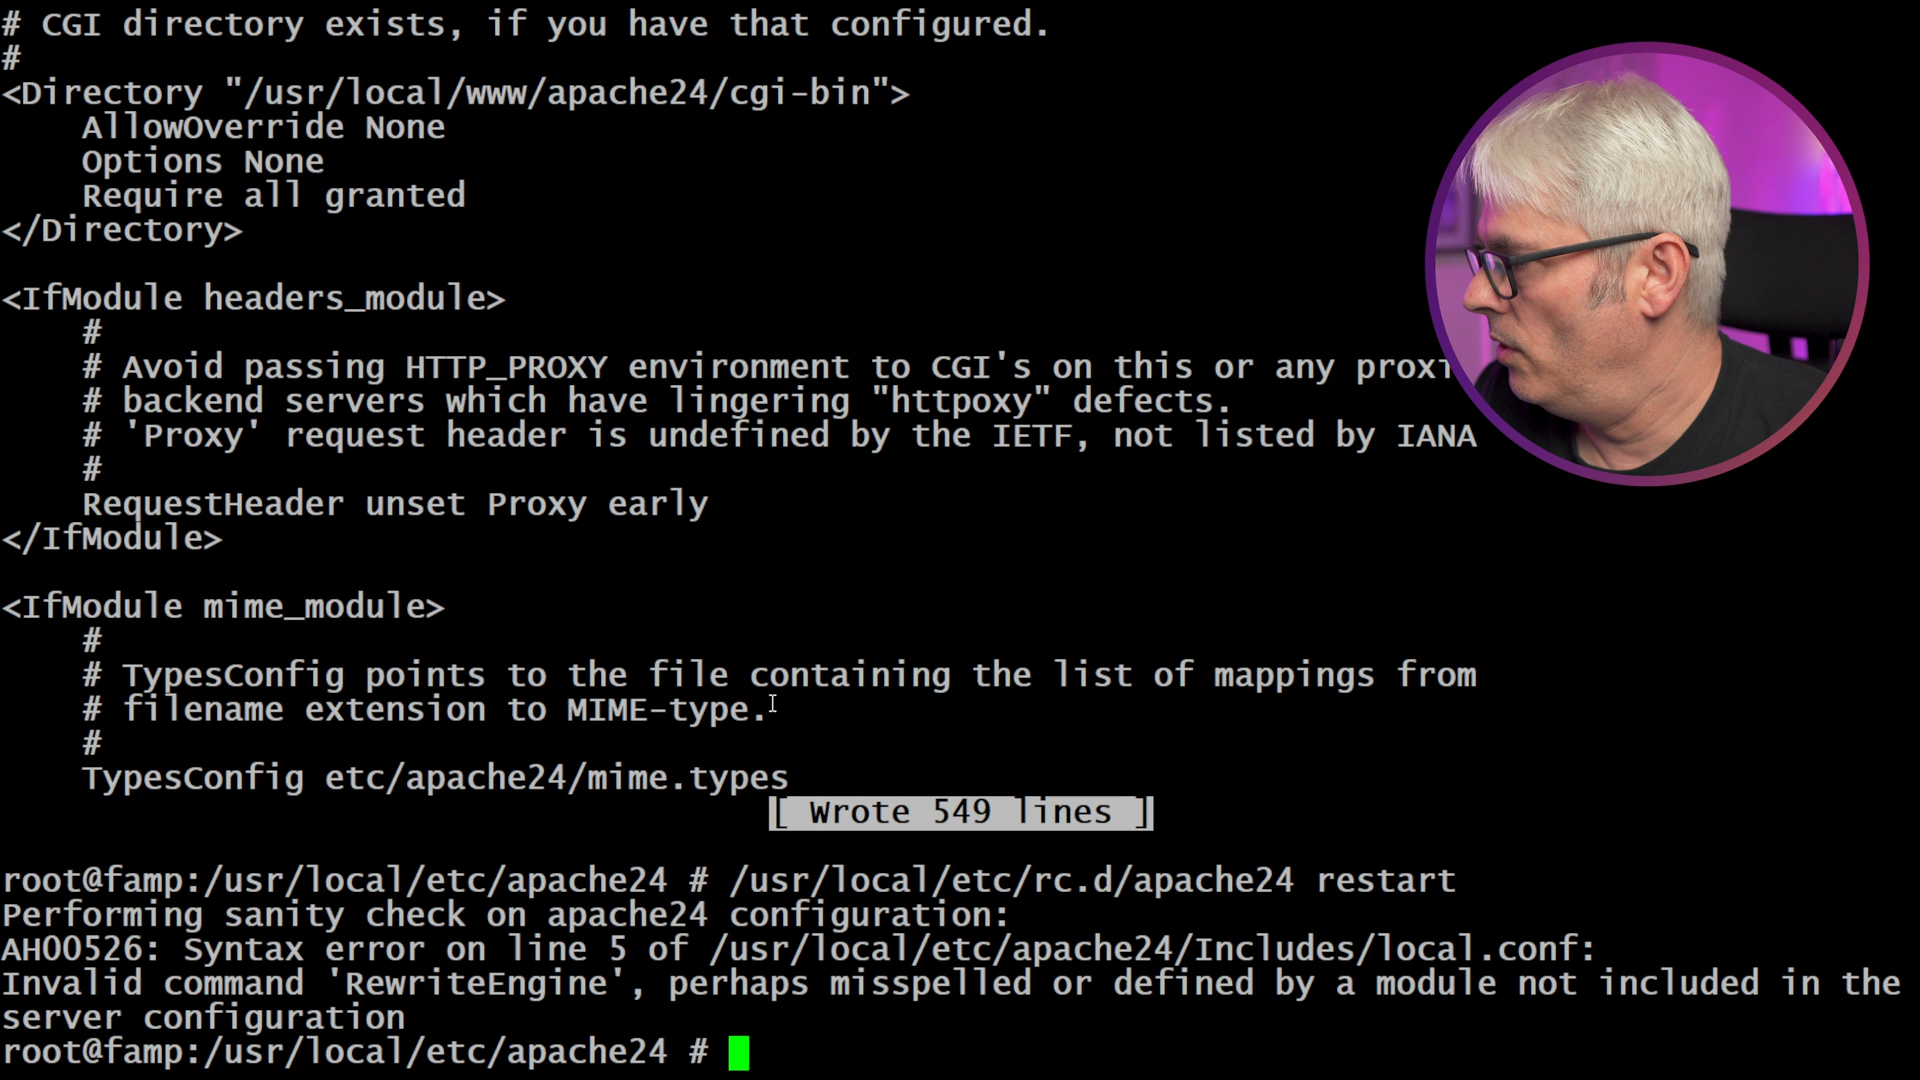 # CGI directory exists, if you have that configured.
#
<Directory "/usr/local/www/apache24/cgi-bin">
    AllowOverride None
    Options None
    Require all granted
</Directory>

<IfModule headers_module>
    #
    # Avoid passing HTTP_PROXY environment to CGI's on this or any proxi
    # backend servers which have lingering "httpoxy" defects.
    # 'Proxy' request header is undefined by the IETF, not listed by IANA
    #
    RequestHeader unset Proxy early
</IfModule>

<IfModule mime_module>
    #
    # TypesConfig points to the file containing the list of mappings from
    # filename extension to MIME-type.
    #
    TypesConfig etc/apache24/mime.types
[ Wrote 549 lines ]

root@famp:/usr/local/etc/apache24 # /usr/local/etc/rc.d/apache24 restart
Performing sanity check on apache24 configuration:
AH00526: Syntax error on line 5 of /usr/local/etc/apache24/Includes/local.conf:
Invalid command 'RewriteEngine', perhaps misspelled or defined by a module not included in the
server configuration
root@famp:/usr/local/etc/apache24 #